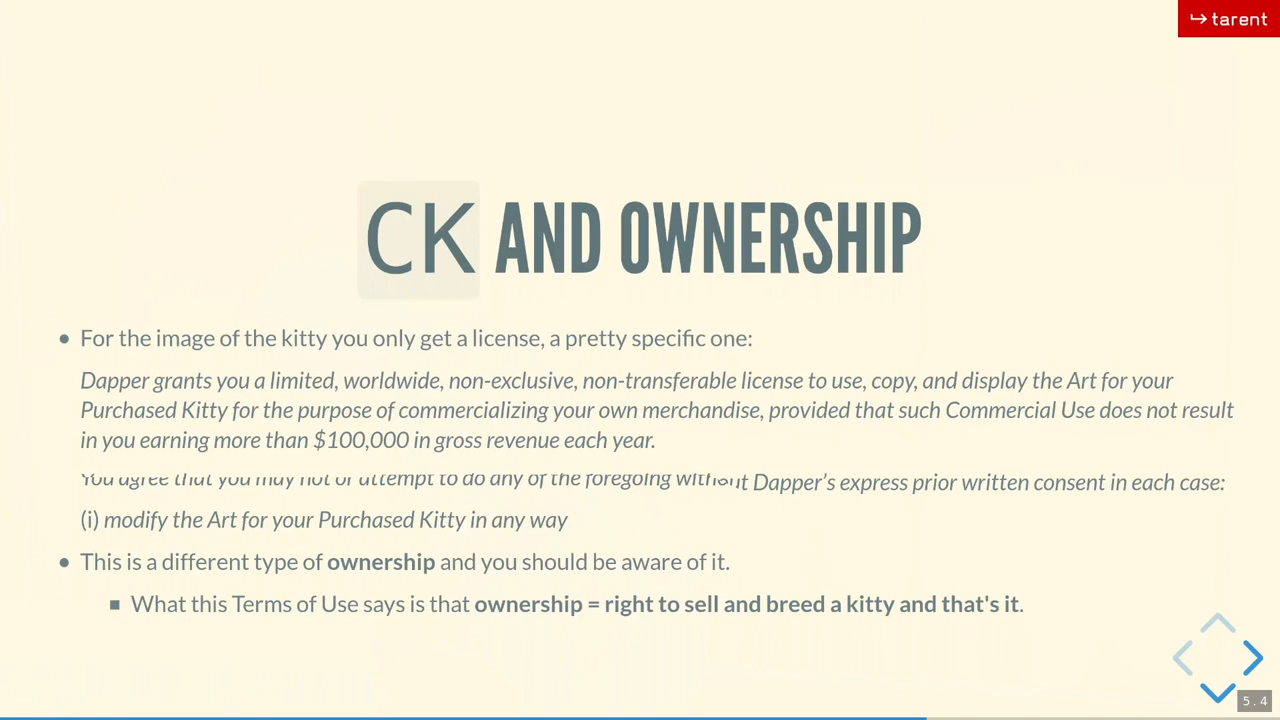 ↪ tarent
CK AND OWNERSHIP
• For the image of the kitty you only get a license, a pretty specific one:
Dapper grants you a limited, worldwide, non-exclusive, non-transferable license to use, copy, and display the Art for your
Purchased Kitty for the purpose of commercializing your own merchandise, provided that such Commercial Use does not result
in you earning more than $100,000 in gross revenue each year.
You agree that you may not or attempt to do any of the foregoing without Dapper’s express prior written consent in each case:
(i) modify the Art for your Purchased Kitty in any way
• This is a different type of ownership and you should be aware of it.
▪ What this Terms of Use says is that ownership = right to sell and breed a kitty and that's it.
5.4